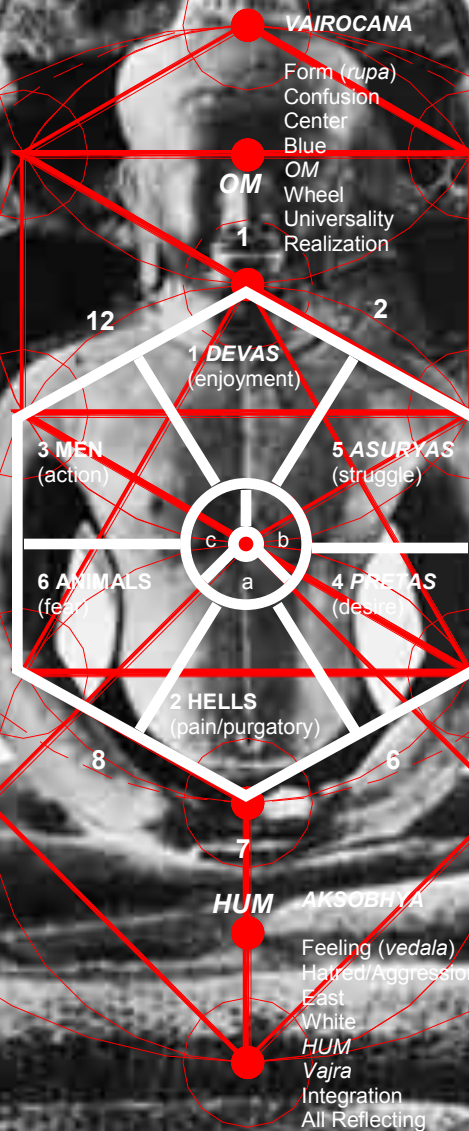 VAIROCANA
Form (rupa)
Confusion
Center
Blue
OM
Wheel
Universality
Realization
OM
1
12
2
1 DEVAS
(enjoyment)
3 MEN
(action)
5 ASURYAS
(struggle)
c
b
a
6 ANIMALS
(fear)
4 PRETAS
(desire)
2 HELLS
(pain/purgatory)
8
6
7
HUM
AKSOBHYA
Feeling (vedala)
Hatred/Aggression
East
White
HUM
Vajra
Integration
All Reflecting